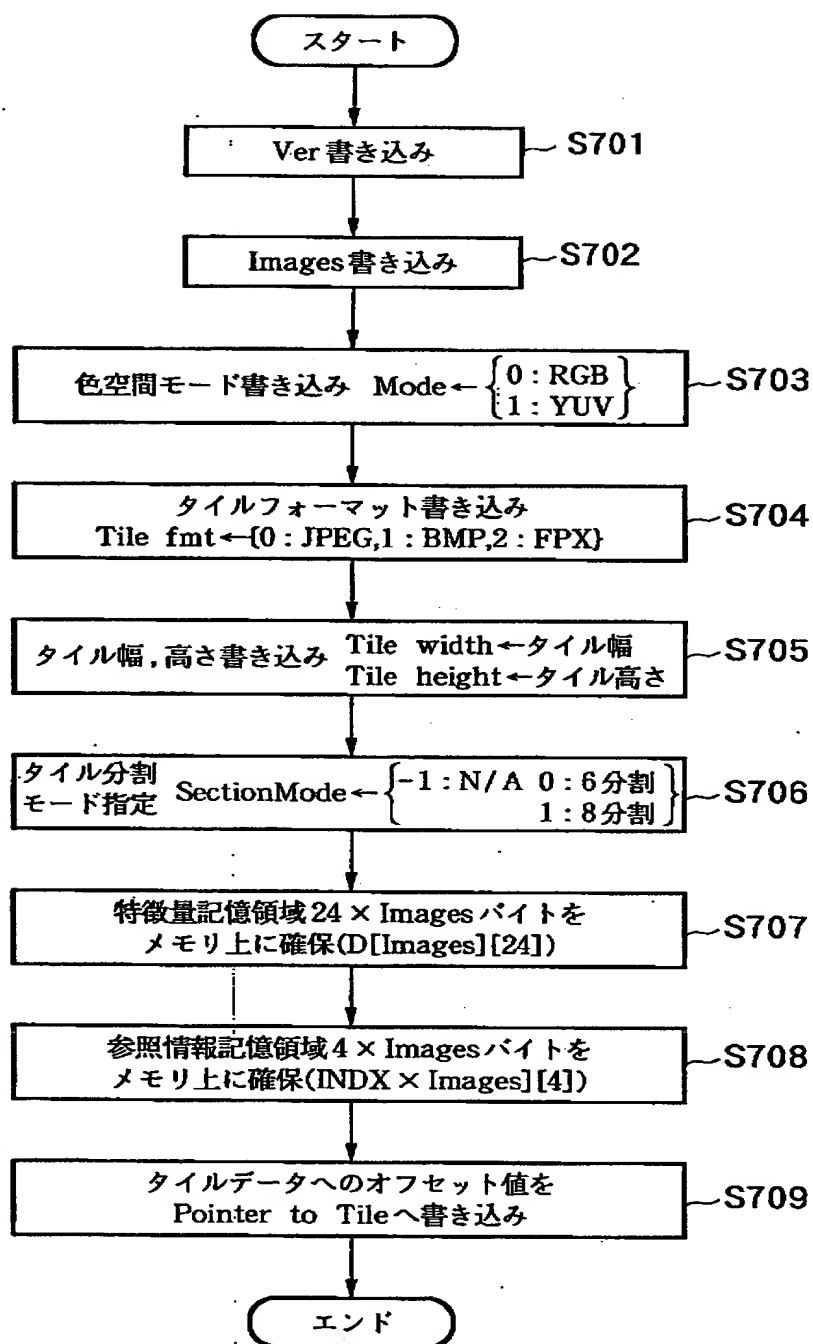 スタート
Ver書き込み
S701
Images書き込み
S702
色空間モード書き込み Mode←{0 : RGB
1 : YUV}
S703
タイルフォーマット書き込み
Tile fmt←{0 : JPEG,1 : BMP,2 : FPX}
S704
タイル幅,高さ書き込み Tile width←タイル幅
Tile height←タイル高さ
S705
タイル分割
モード指定 SectionMode←{-1 : N/A 0 : 6分割
1 : 8分割}
S706
特徴量記憶領域24×Imagesバイトを
メモリ上に確保(D[Images][24])
S707
参照情報記憶領域4×Imagesバイトを
メモリ上に確保(INDX×Images][4])
S708
タイルデータへのオフセット値を
Pointer to Tileへ書き込み
S709
エンド